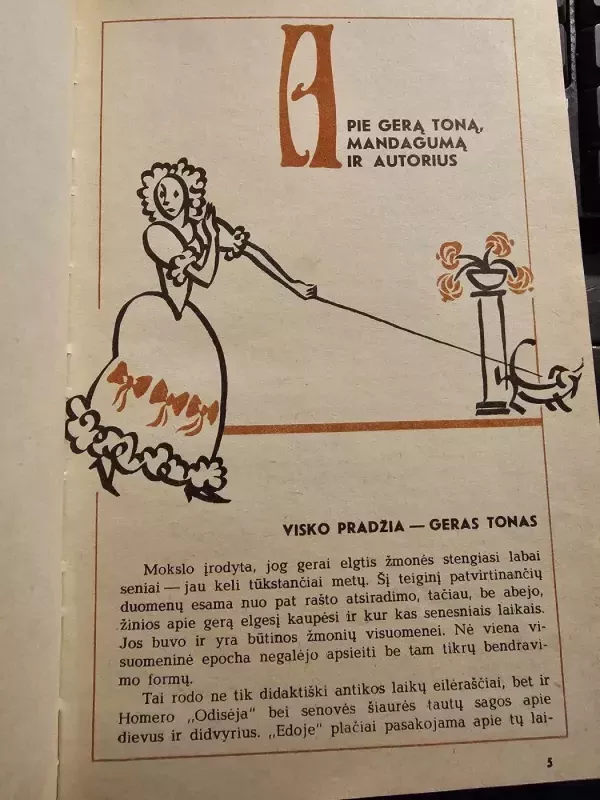 APIE GERĄ TONĄ,
MANDAGUMĄ
IR AUTORIUS
VISKO PRADŽIA — GERAS TONAS
Mokslo įrodyta, jog gerai elgtis žmonės stengiasi labai
seniai — jau keli tūkstančiai metų. Šį teiginį patvirtinančių
duomenų esama nuo pat rašto atsiradimo, tačiau, be abejo,
žinios apie gerą elgesį kaupėsi ir kur kas senesniais laikais.
Jos buvo ir yra būtinos žmonių visuomenei. Nė viena vi-
suomeninė epocha negalėjo apsieiti be tam tikrų bendravi-
mo formų.
Tai rodo ne tik didaktiški antikos laikų eilėraščiai, bet ir
Homero „Odisėja" bei senovės šiaurės tautų sagos apie
dievus ir didvyrius. „Edoje" plačiai pasakojama apie tų lai-
5